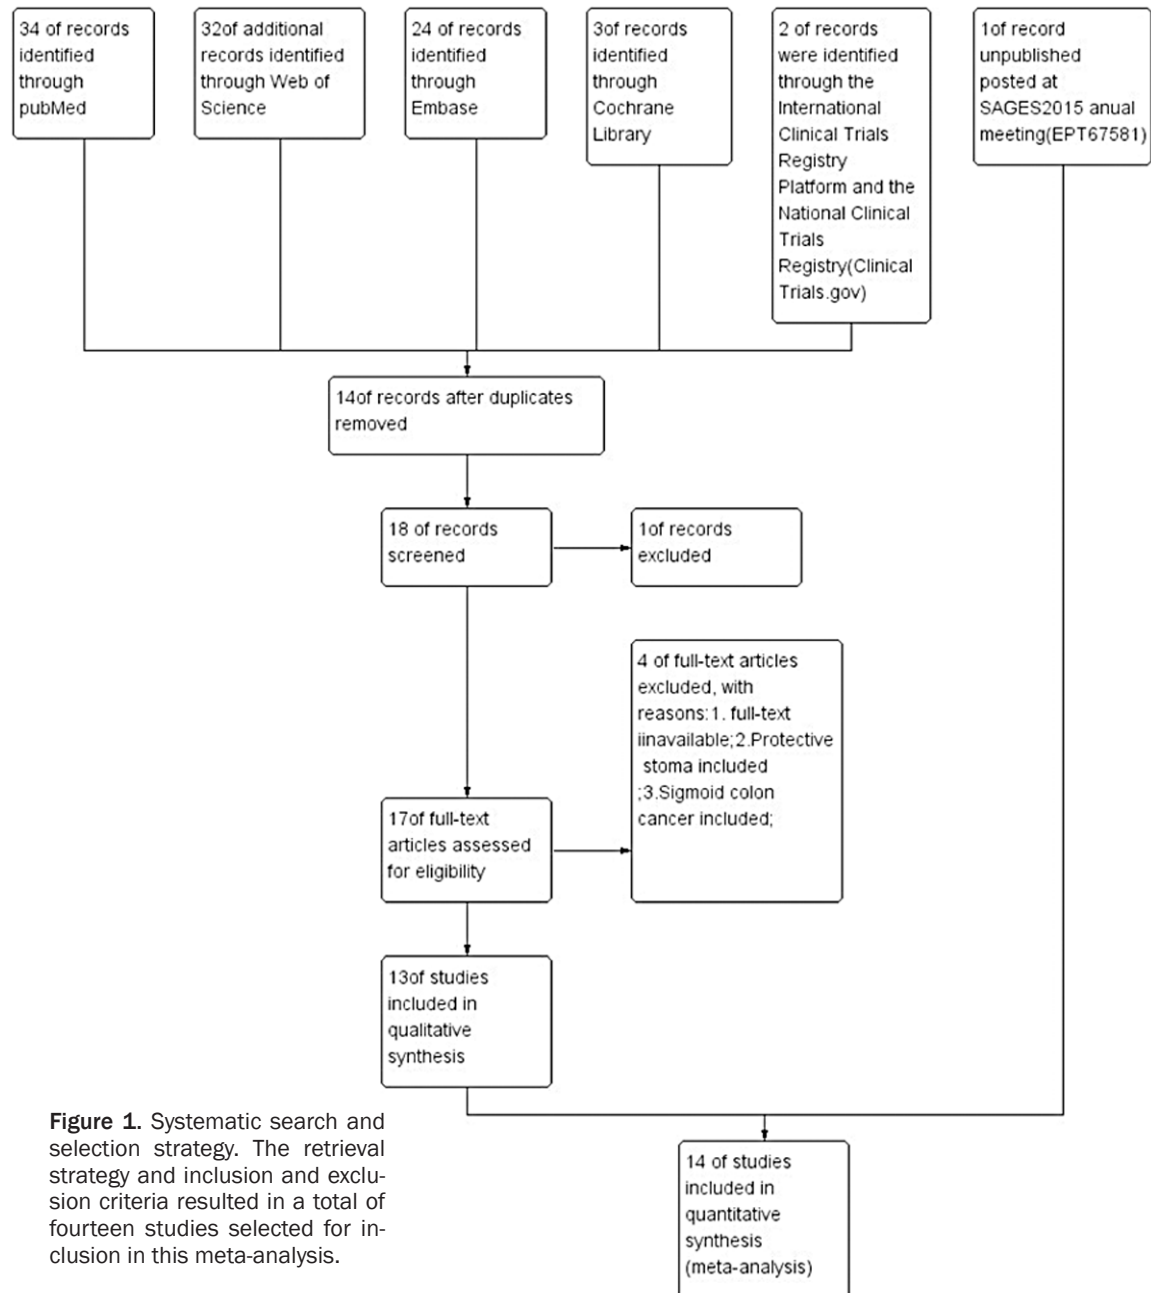 34 of records
identified
through
pubMed
32of additional
records identified
through Web of
Science
24 of records
identified
through
Embase
3of records
identified
through
Cochrane
Library
2 of records
were identified
through the
International
Clinical Trials
Registry
Platform and the
National Clinical
Trials
Registry(Clinical
Trials.gov)
1of record
unpublished
posted at
SAGES2015 anual
meeting(EPT67581)
14of records after duplicates
removed
18 of records
screened
1of records
excluded
4 of full-text articles
excluded, with
reasons:1. full-text
iinavailable;2.Protective
stoma included
;3.Sigmoid colon
cancer included;
17of full-text
articles assessed
for eligibility
13of studies
included in
qualitative
synthesis
14 of studies
included in
quantitative
synthesis
(meta-analysis)
Figure 1. Systematic search and
selection strategy. The retrieval
strategy and inclusion and exclu-
sion criteria resulted in a total of
fourteen studies selected for in-
clusion in this meta-analysis.